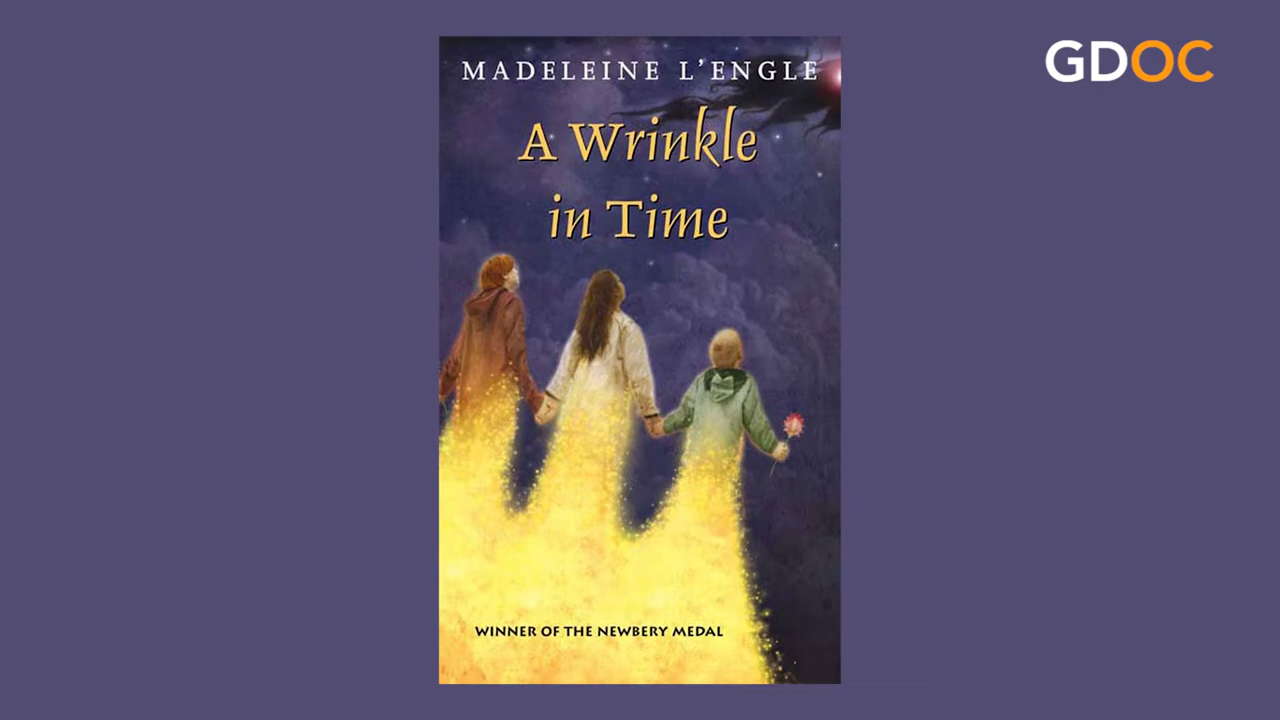 MADELEINE L'ENGLE
GDOC
A Wrinkle
in Time
WINNER OF THE NEWBERY MEDAL